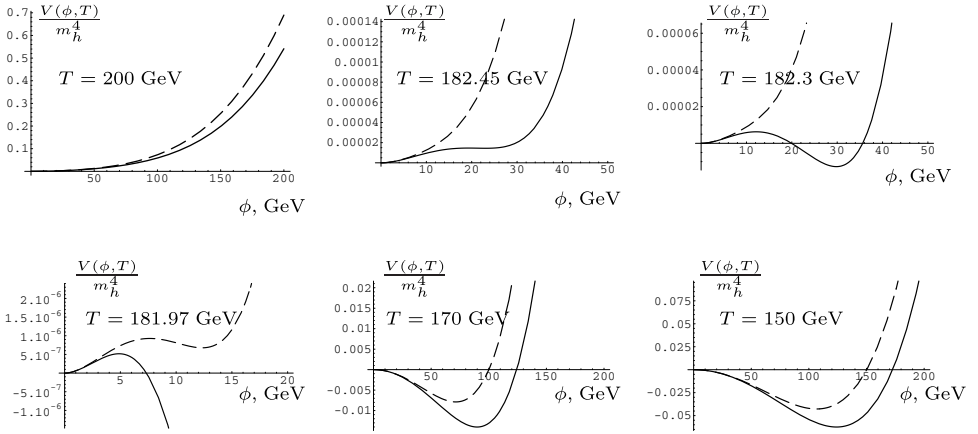 V(φ,T)
m_h^4
0.7
0.6
0.5
0.4
0.3
0.2
0.1
T = 200 GeV
50 100 150 200
φ, GeV
V(φ,T)
m_h^4
0.00014
0.00012
0.0001
0.00008
0.00006
0.00004
0.00002
T = 182.45 GeV
10 20 30 40 50
φ, GeV
V(φ,T)
m_h^4
0.00006
0.00004
0.00002
T = 182.3 GeV
10 20 30 40 50
φ, GeV
V(φ,T)
m_h^4
2.10^-6
1.5.10^-6
1.10^-6
5.10^-7
-5.10^-7
-1.10^-6
T = 181.97 GeV
5 10 15 20
φ, GeV
V(φ,T)
m_h^4
0.02
0.015
0.01
0.005
-0.005
-0.01
T = 170 GeV
50 100 150 200
φ, GeV
V(φ,T)
m_h^4
0.075
0.05
0.025
-0.025
-0.05
T = 150 GeV
50 100 150 200
φ, GeV